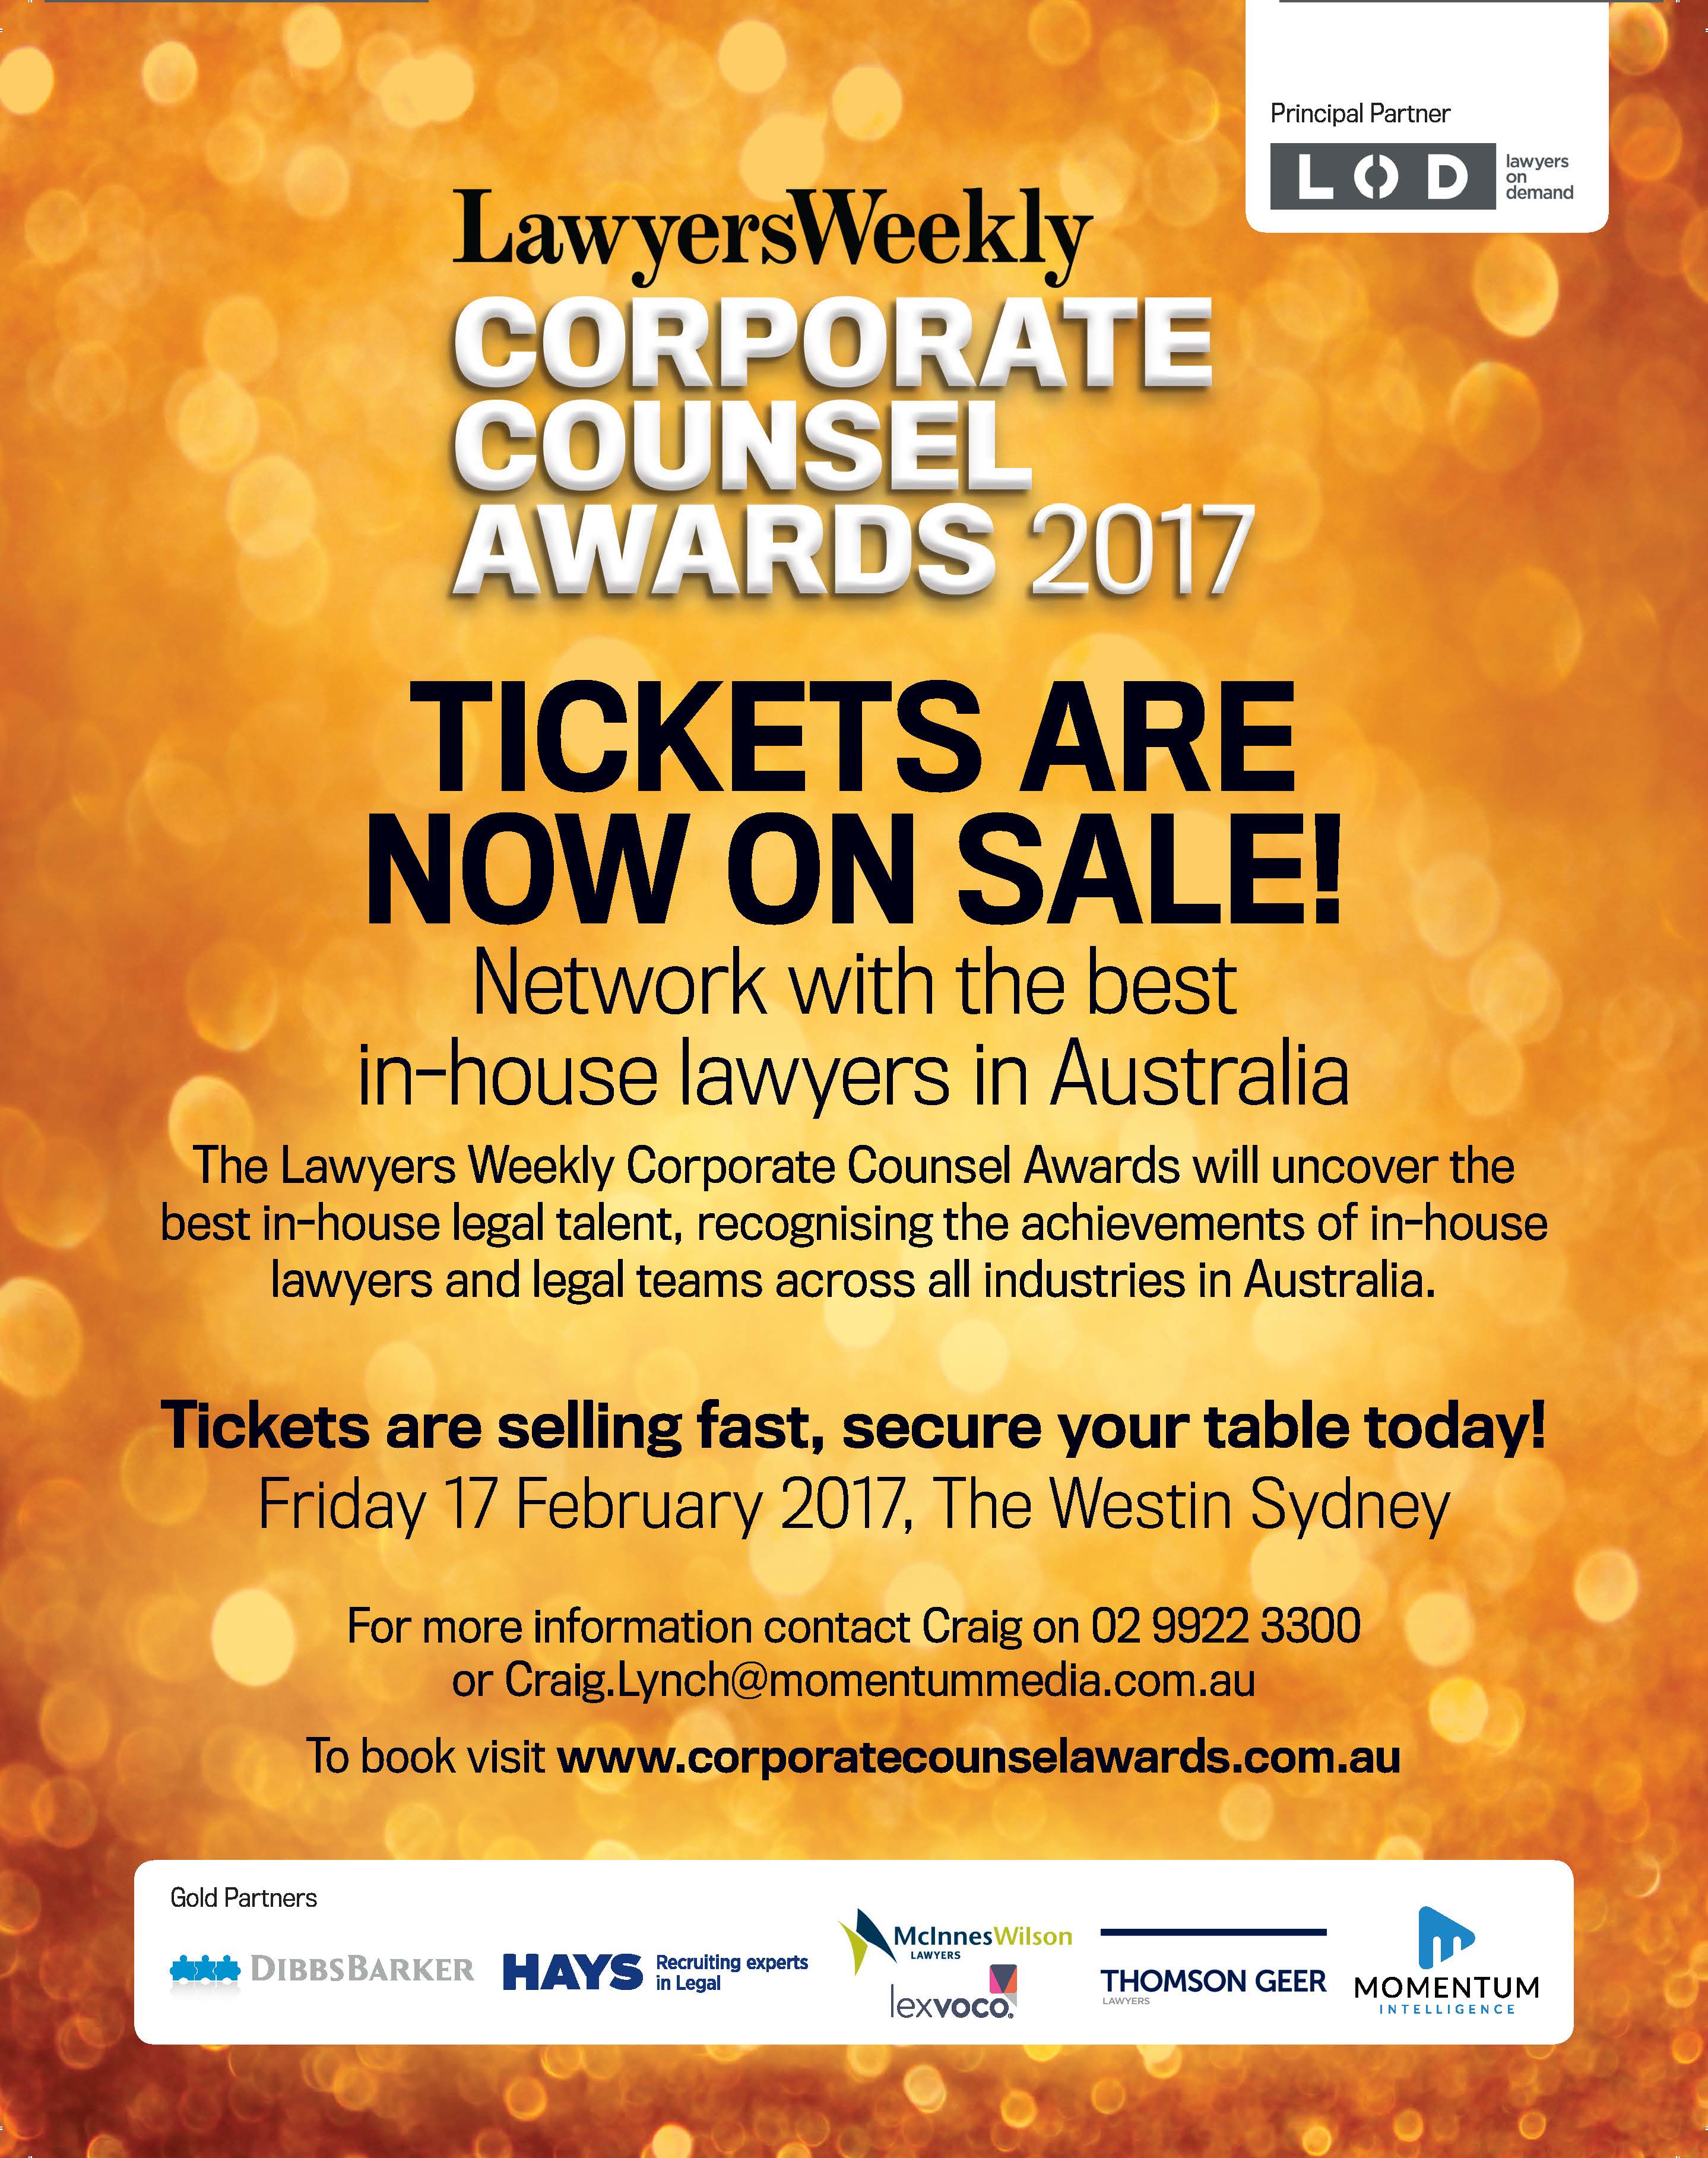 Principal Partner
LOD
lawyers
on
demand
LawyersWeekly
CORPORATE
COUNSEL
AWARDS 2017
TICKETS ARE
NOW ON SALE!
Network with the best
in-house lawyers in Australia
The Lawyers Weekly Corporate Counsel Awards will uncover the
best in-house legal talent, recognising the achievements of in-house
lawyers and legal teams across all industries in Australia.
Tickets are selling fast, secure your table today!
Friday 17 February 2017, The Westin Sydney
For more information contact Craig on 02 9922 3300
or Craig.Lynch@momentummedia.com.au
To book visit www.corporatecounselawards.com.au
Gold Partners
DIBBSBARKER
HAYS
Recruiting experts
in Legal
McInnesWilson
LAWYERS
lexvoco®
THOMSON GEER
LAWYERS
MOMENTUM
INTELLIGENCE